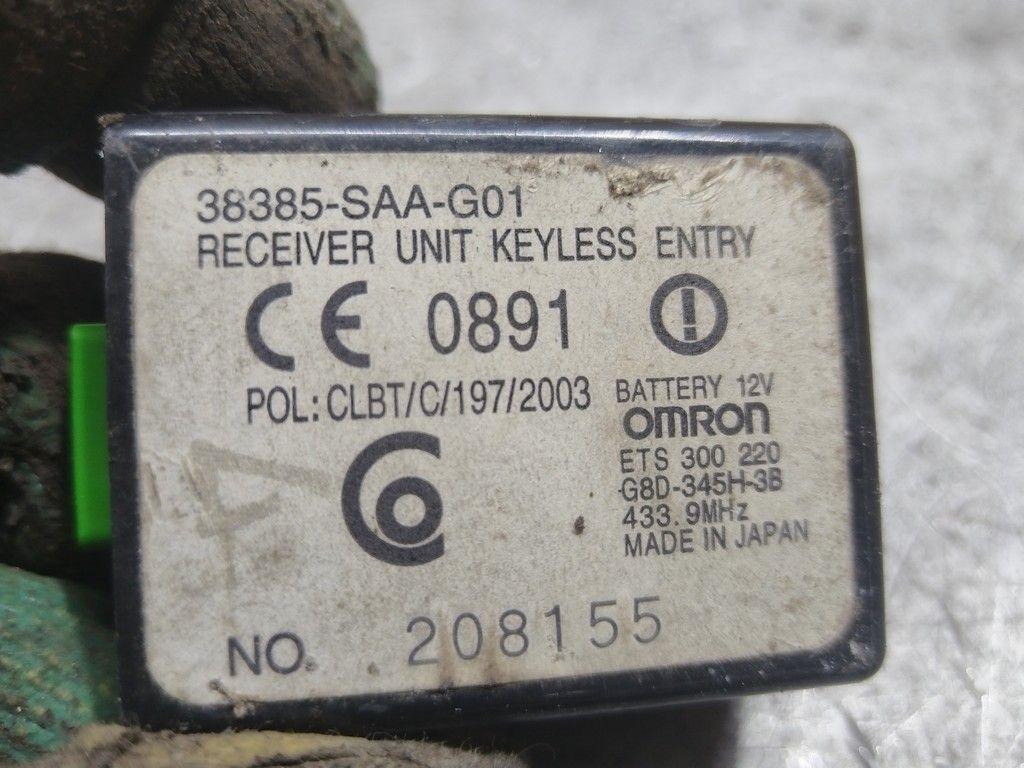 38385-SAA-G01
RECEIVER UNIT KEYLESS ENTRY
CE 0891
POL: CLBT/C/197/2003
BATTERY 12V
OMRON
ETS 300 220
G8D-345H-3B
433.9MHz
MADE IN JAPAN
NO. 208155